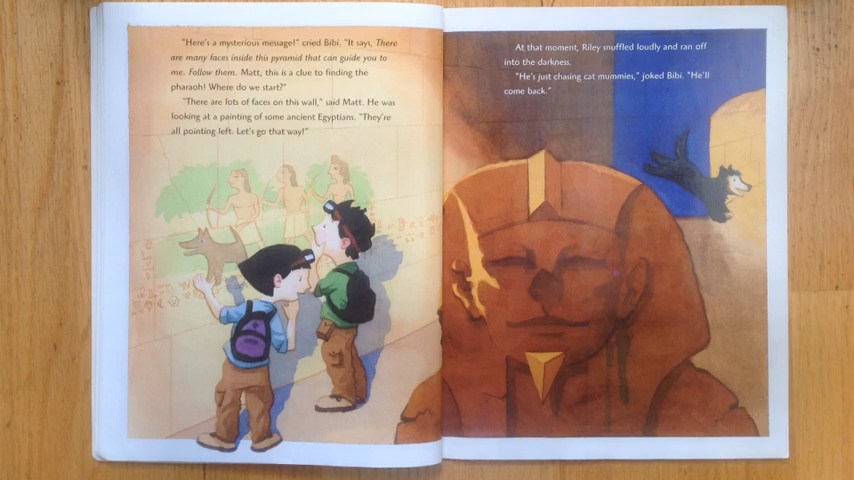 "Here's a mysterious message!" cried Bibi. "It says, There
are many faces inside this pyramid that can guide you to
me. Follow them. Matt, this is a clue to finding the
pharaoh! Where do we start?"
"There are lots of faces on this wall," said Matt. He was
looking at a painting of some ancient Egyptians. "They're
all pointing left. Let's go that way!"
At that moment, Riley snuffled loudly and ran off
into the darkness.
"He's just chasing cat mummies," joked Bibi. "He'll
come back."